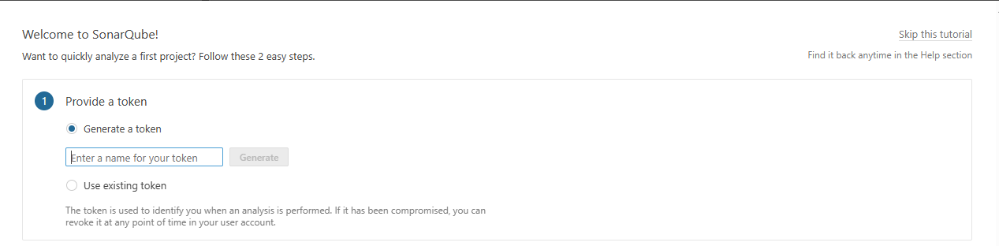 Welcome to SonarQube!
Skip this tutorial
Want to quickly analyze a first project? Follow these 2 easy steps.
Find it back anytime in the Help section
1 Provide a token
Generate a token
Enter a name for your token
Generate
Use existing token
The token is used to identify you when an analysis is performed. If it has been compromised, you can
revoke it at any point of time in your user account.